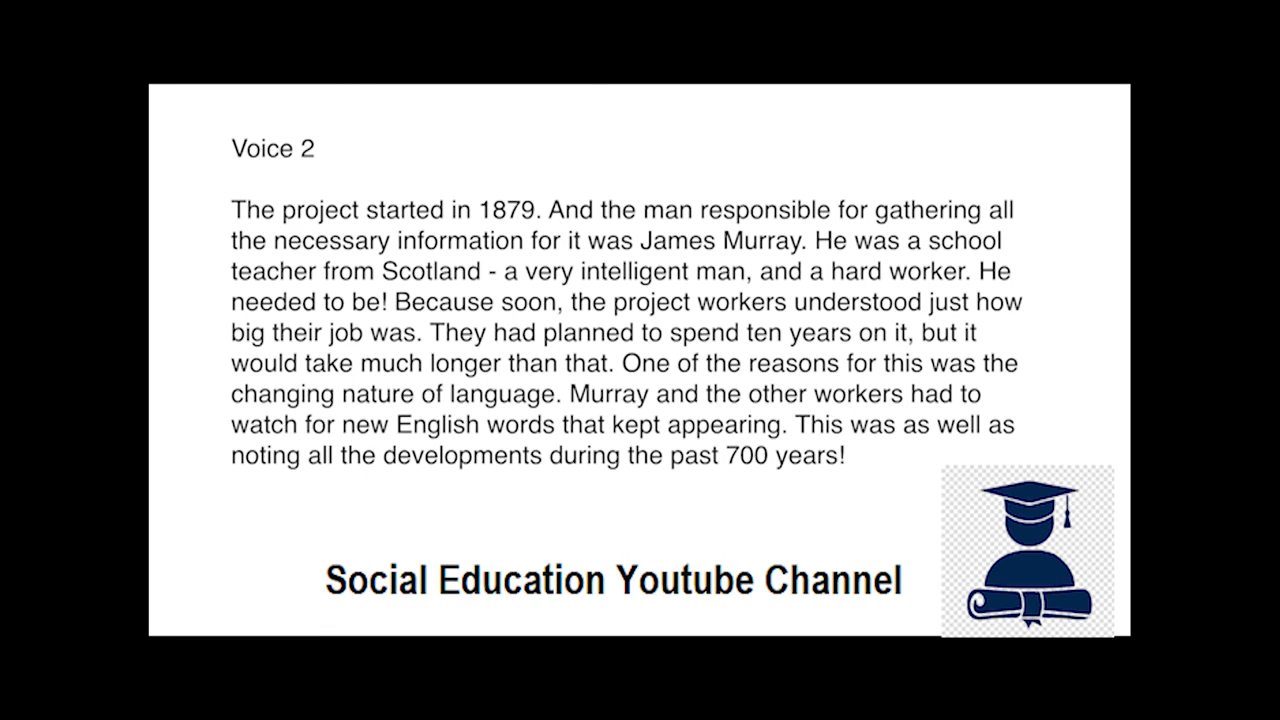 Voice 2
The project started in 1879. And the man responsible for gathering all
the necessary information for it was James Murray. He was a school
teacher from Scotland - a very intelligent man, and a hard worker. He
needed to be! Because soon, the project workers understood just how
big their job was. They had planned to spend ten years on it, but it
would take much longer than that. One of the reasons for this was the
changing nature of language. Murray and the other workers had to
watch for new English words that kept appearing. This was as well as
noting all the developments during the past 700 years!
Social Education Youtube Channel